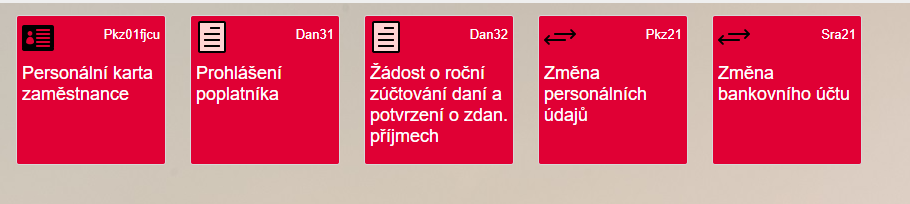 Pkz01fjcu
Personální karta
zaměstnance
Dan31
Prohlášení
poplatníka
Dan32
Žádost o roční
zúčtování daní a
potvrzení o zdan.
příjmech
Pkz21
Změna
personálních
údajů
Sra21
Změna
bankovního účtu